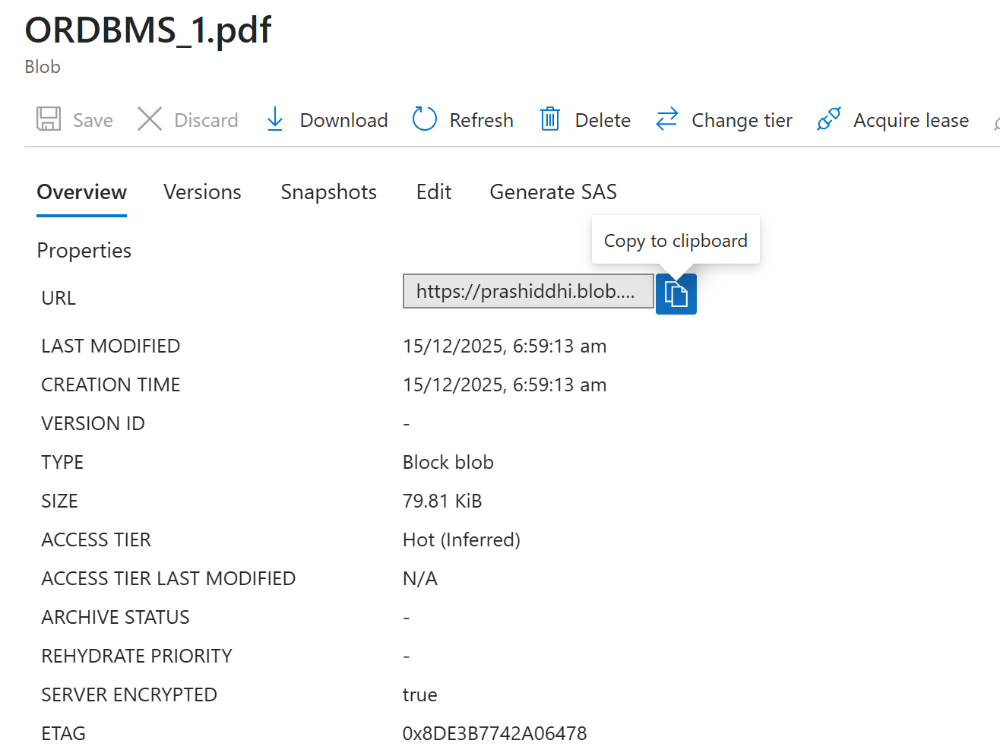 ORDBMS_1.pdf
Blob
Save Discard Download Refresh Delete Change tier Acquire lease
Overview Versions Snapshots Edit Generate SAS
Copy to clipboard
Properties
URL https://prashiddhi.blob....
LAST MODIFIED 15/12/2025, 6:59:13 am
CREATION TIME 15/12/2025, 6:59:13 am
VERSION ID -
TYPE Block blob
SIZE 79.81 KiB
ACCESS TIER Hot (Inferred)
ACCESS TIER LAST MODIFIED N/A
ARCHIVE STATUS -
REHYDRATE PRIORITY -
SERVER ENCRYPTED true
ETAG 0x8DE3B7742A06478